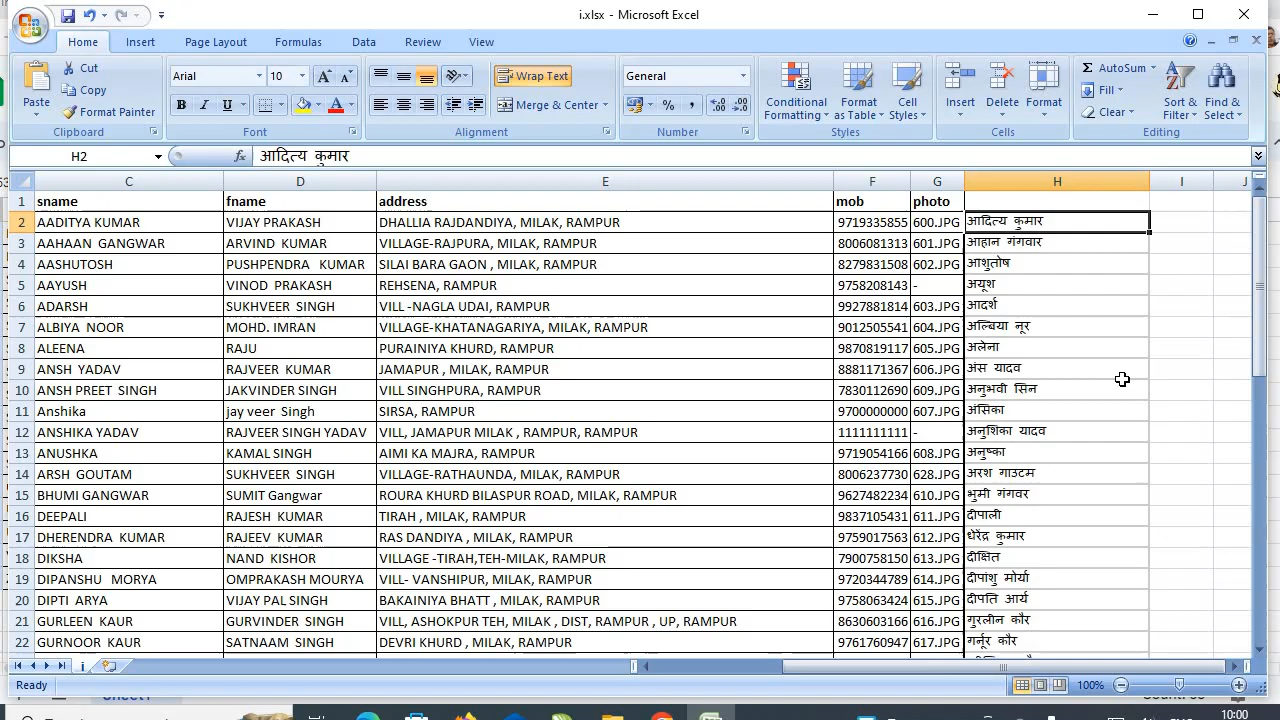 i.xlsx - Microsoft Excel
Home Insert Page Layout Formulas Data Review View
Paste Cut Copy Format Painter Clipboard
Arial 10 B I U A A A Font
Wrap Text Merge & Center Alignment
General % , Number
Conditional Formatting Format as Table Cell Styles Styles
Insert Delete Format Cells
Σ AutoSum Fill Clear Sort & Filter Find & Select Editing
H2 fx आदित्य कुमार
C D E F G H I J
1 sname fname address mob photo
2 AADITYA KUMAR VIJAY PRAKASH DHALLIA RAJDANDIYA, MILAK, RAMPUR 9719335855 600.JPG आदित्य कुमार
3 AAHAAN GANGWAR ARVIND KUMAR VILLAGE-RAJPURA, MILAK, RAMPUR 8006081313 601.JPG आहान गंगवार
4 AASHUTOSH PUSHPENDRA KUMAR SILAI BARA GAON , MILAK, RAMPUR 8279831508 602.JPG आशुतोष
5 AAYUSH VINOD PRAKASH REHSENA, RAMPUR 9758208143 - अयूश
6 ADARSH SUKHVEER SINGH VILL -NAGLA UDAI, RAMPUR 9927881814 603.JPG आदर्श
7 ALBIYA NOOR MOHD. IMRAN VILLAGE-KHATANAGARIYA, MILAK, RAMPUR 9012505541 604.JPG अल्बिया नूर
8 ALEENA RAJU PURAINIYA KHURD, MILAK, RAMPUR 9870819117 605.JPG अलेना
9 ANSH YADAV RAJVEER KUMAR JAMAPUR , MILAK, RAMPUR 8881171367 606.JPG अंस यादव
10 ANSH PREET SINGH JAKVINDER SINGH VILL SINGHPURA, RAMPUR 7830112690 609.JPG अनुभवी सिन
11 Anshika jay veer Singh SIRSA, RAMPUR 9700000000 607.JPG अंसिका
12 ANSHIKA YADAV RAJVEER SINGH YADAV VILL, JAMAPUR MILAK , RAMPUR, RAMPUR 1111111111 - अनुशिका यादव
13 ANUSHKA KAMAL SINGH AIMI KA MAJRA, RAMPUR 9719054166 608.JPG अनुष्का
14 ARSH GOUTAM SUKHVEER SINGH VILLAGE-RATHAUNDA, MILAK, RAMPUR 8006237730 628.JPG अरश गाउटम
15 BHUMI GANGWAR SUMIT Gangwar ROURA KHURD BILASPUR ROAD, MILAK, RAMPUR 9627482234 610.JPG भुमी गंगवर
16 DEEPALI RAJESH KUMAR TIRAH , MILAK, RAMPUR 9837105431 611.JPG दीपाली
17 DHERENDRA KUMAR RAJEEV KUMAR RAS DANDIYA , MILAK, RAMPUR 9759017563 612.JPG धेरेंद्र कुमार
18 DIKSHA NAND KISHOR VILLAGE -TIRAH,TEH-MILAK, RAMPUR 7900758150 613.JPG दीक्षित
19 DIPANSHU MORYA OMPRAKASH MOURYA VILL- VANSHIPUR, MILAK, RAMPUR 9720344789 614.JPG दीपांशु मोर्या
20 DIPTI ARYA VIJAY PAL SINGH BAKAINIYA BHATT , MILAK, RAMPUR 9758063424 615.JPG दीपति आर्य
21 GURLEEN KAUR GURVINDER SINGH VILL, ASHOKPUR TEH, MILAK , DIST, RAMPUR , UP, RAMPUR 8630603166 616.JPG गुरलीन कौर
22 GURNOOR KAUR SATNAAM SINGH DEVRI KHURD , MILAK, RAMPUR 9761760947 617.JPG गर्नूर कौर
i
Ready 100%
10:00